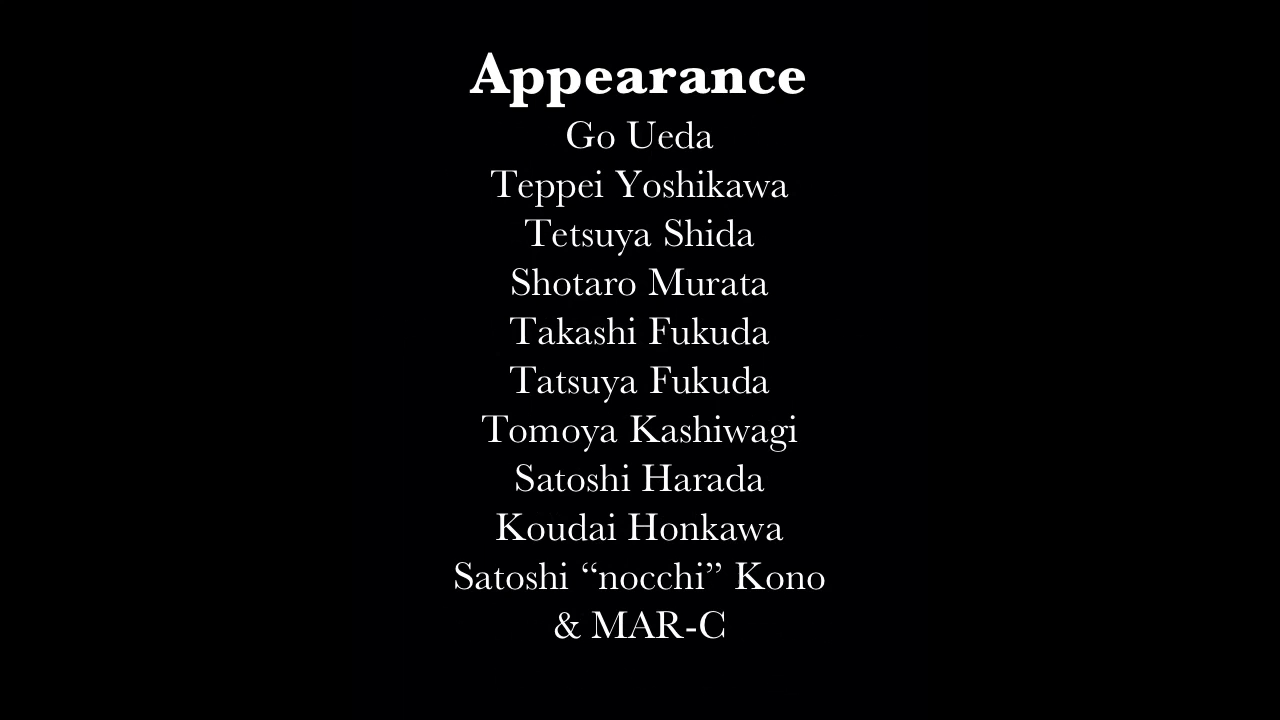 Appearance
Go Ueda
Teppei Yoshikawa
Tetsuya Shida
Shotaro Murata
Takashi Fukuda
Tatsuya Fukuda
Tomoya Kashiwagi
Satoshi Harada
Koudai Honkawa
Satoshi “nocchi” Kono
& MAR-C